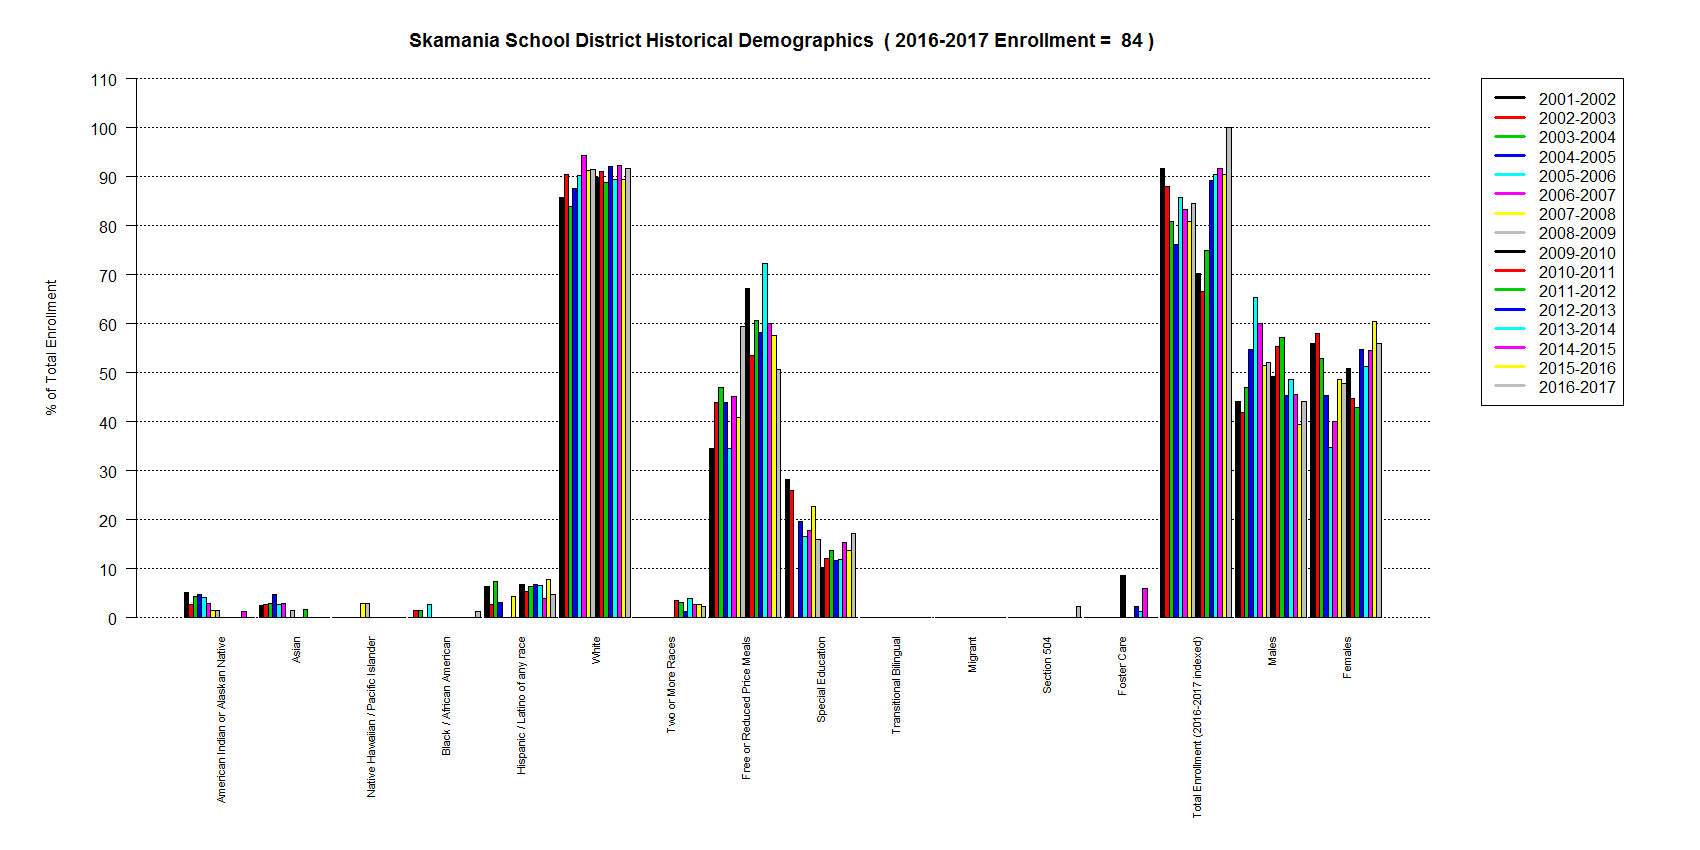 Skamania School District Historical Demographics  ( 2016-2017 Enrollment =  84 )
% of Total Enrollment
110
100
90
80
70
60
50
40
30
20
10
0
American Indian or Alaskan Native
Asian
Native Hawaiian / Pacific Islander
Black / African American
Hispanic / Latino of any race
White
Two or More Races
Free or Reduced Price Meals
Special Education
Transitional Bilingual
Migrant
Section 504
Foster Care
Total Enrollment (2016-2017 indexed)
Males
Females
2001-2002
2002-2003
2003-2004
2004-2005
2005-2006
2006-2007
2007-2008
2008-2009
2009-2010
2010-2011
2011-2012
2012-2013
2013-2014
2014-2015
2015-2016
2016-2017